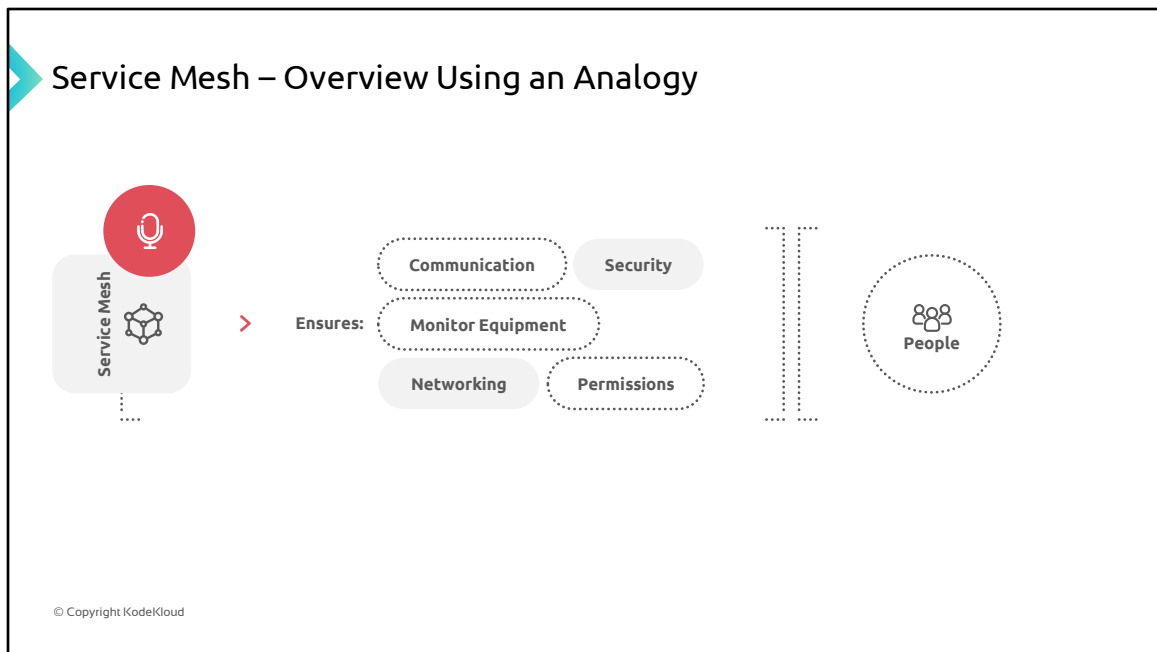 Service Mesh – Overview Using an Analogy
Service Mesh
Ensures:
Communication
Security
Monitor Equipment
Networking
Permissions
People
© Copyright KodeKloud